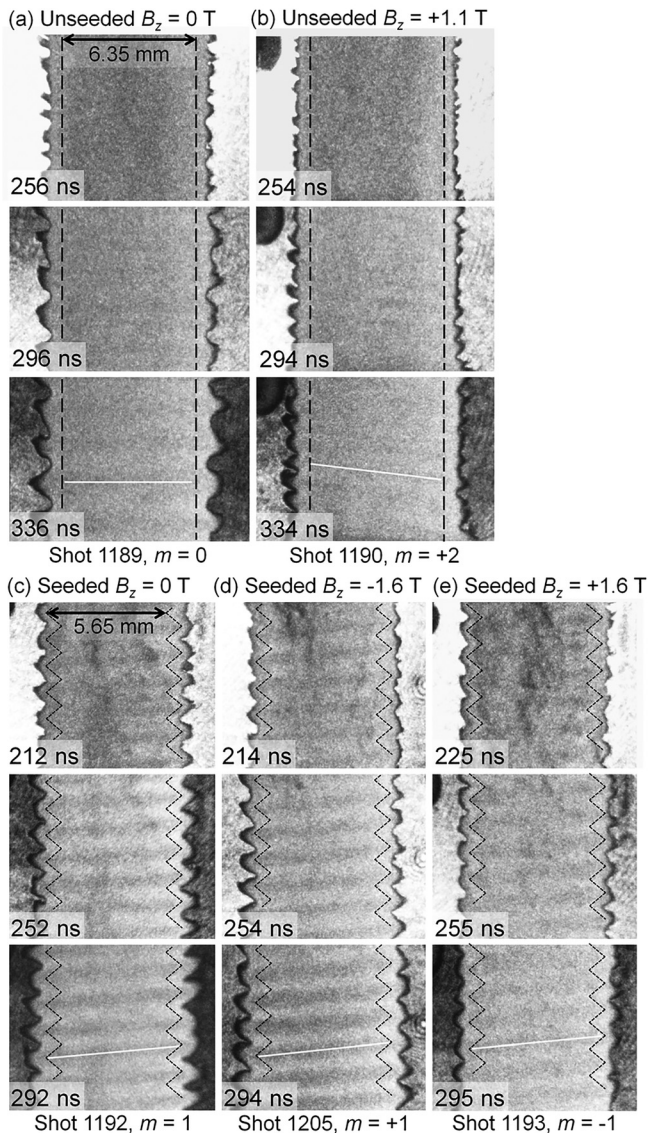 (a) Unseeded Bz = 0 T
(b) Unseeded Bz = +1.1 T
6.35 mm
256 ns
254 ns
296 ns
294 ns
336 ns
334 ns
Shot 1189, m = 0
Shot 1190, m = +2
(c) Seeded Bz = 0 T
(d) Seeded Bz = -1.6 T
(e) Seeded Bz = +1.6 T
5.65 mm
212 ns
214 ns
225 ns
252 ns
254 ns
255 ns
292 ns
294 ns
295 ns
Shot 1192, m = 1
Shot 1205, m = +1
Shot 1193, m = -1